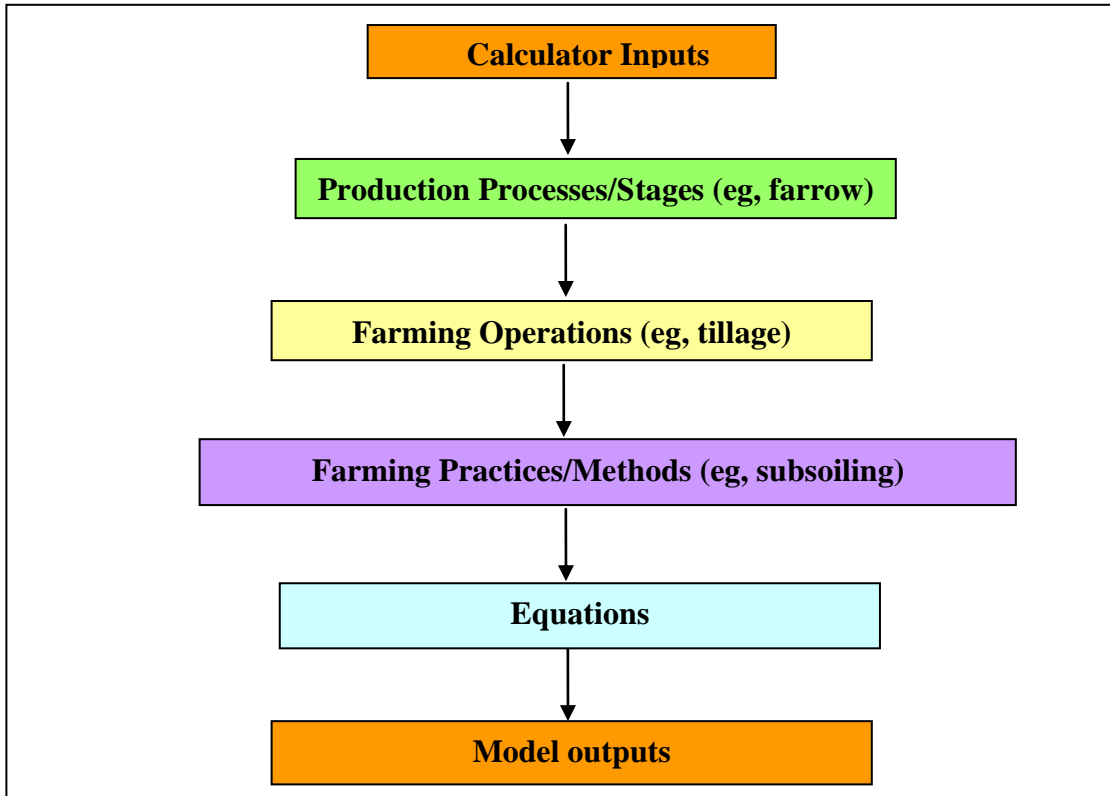 Calculator Inputs
Production Processes/Stages (eg, farrow)
Farming Operations (eg, tillage)
Farming Practices/Methods (eg, subsoiling)
Equations
Model outputs